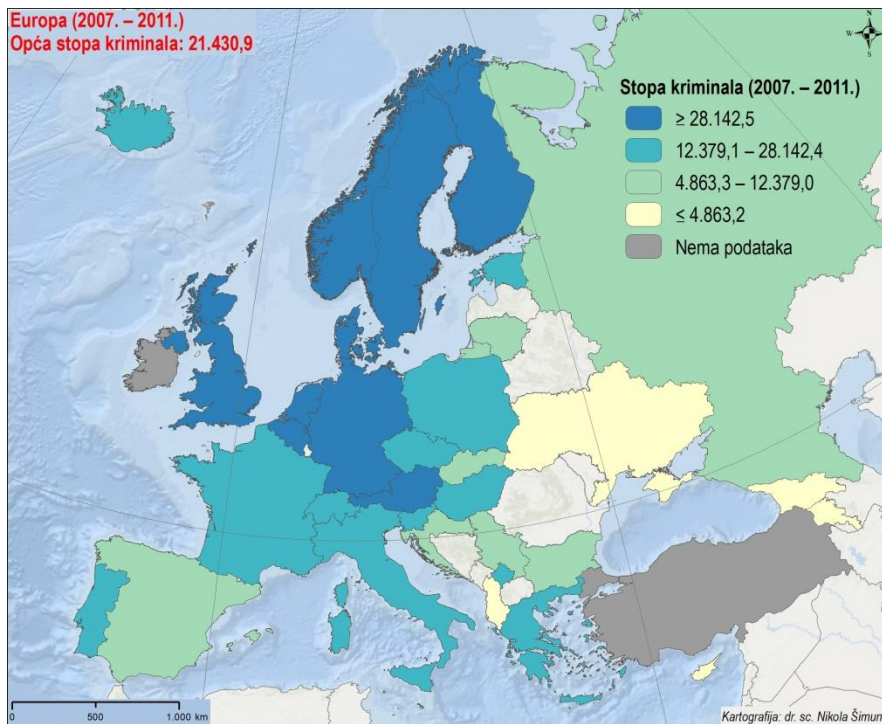 Europa (2007. – 2011.)
Opća stopa kriminala: 21.430,9
N
W
S
Stopa kriminala (2007. – 2011.)
≥ 28.142,5
12.379,1 – 28.142,4
4.863,3 – 12.379,0
≤ 4.863,2
Nema podataka
0 500 1.000 km
Kartografija: dr. sc. Nikola Šimun